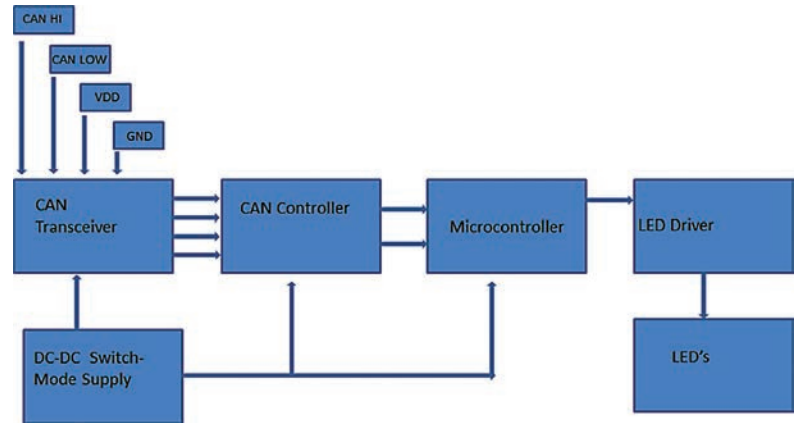 CAN HI
CAN LOW
VDD
GND
CAN
Transceiver
CAN Controller
Microcontroller
LED Driver
DC-DC Switch-
Mode Supply
LED's